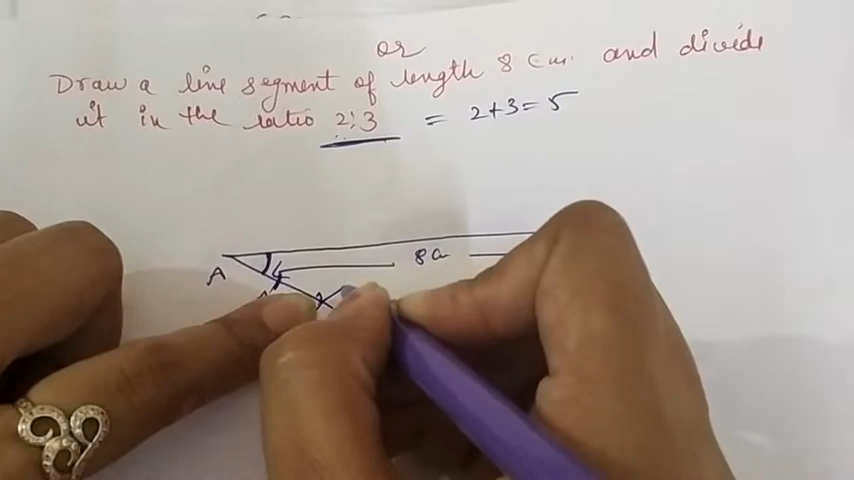 or
Draw a line segment of length 8 cm. and divide
it in the ratio 2:3 = 2+3=5
A
8 c
A